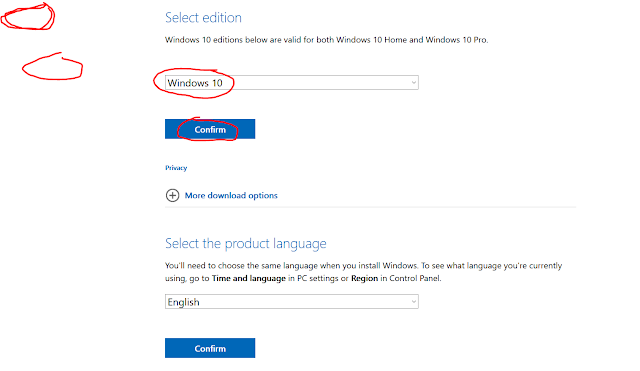 Select edition
Windows 10 editions below are valid for both Windows 10 Home and Windows 10 Pro.
Windows 10
Confirm
Privacy
More download options
Select the product language
You'll need to choose the same language when you install Windows. To see what language you're currently
using, go to Time and language in PC settings or Region in Control Panel.
English
Confirm